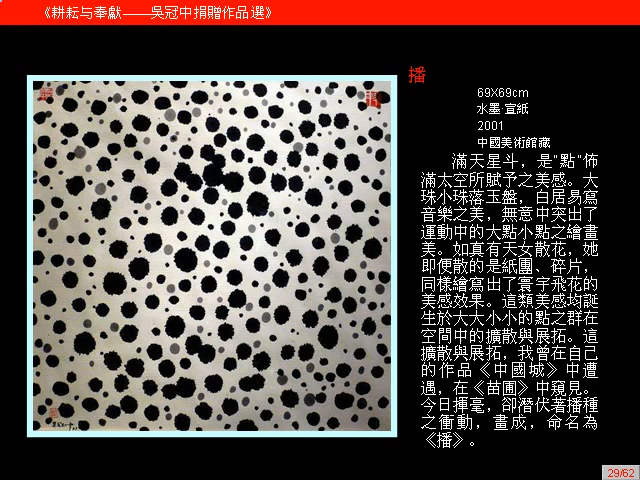 《耕耘与奉獻——吳冠中捐贈作品選》
播
69X69cm
水墨·宣紙
2001
中國美術館藏
滿天星斗，是"點"佈
滿太空所賦予之美感。大
珠小珠落玉盤，白居易寫
音樂之美，無意中突出了
運動中的大點小點之繪畫
美。如真有天女散花，她
即便散的是紙團、碎片，
同樣繪寫出了寰宇飛花的
美感效果。這類美感均誕
生於大大小小的點之群在
空間中的擴散與展拓。這
擴散與展拓，我曾在自己
的作品《中國城》中遭
遇，在《苗圃》中窺見。
今日揮毫，卻潛伏著播種
之衝動，畫成，命名為
《播》。
29/62